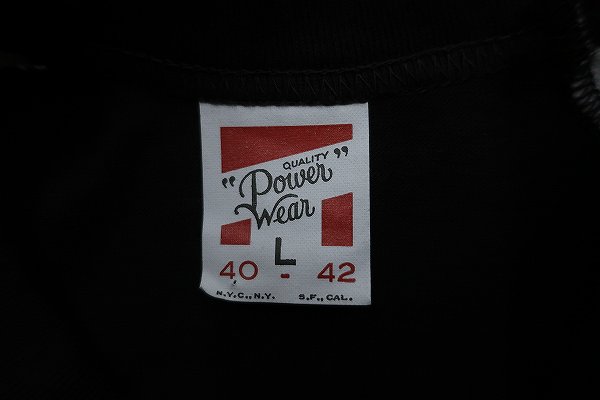 QUALITY
"Power
Wear"
L
40 - 42
N.Y.C., N.Y. S.F., CAL.